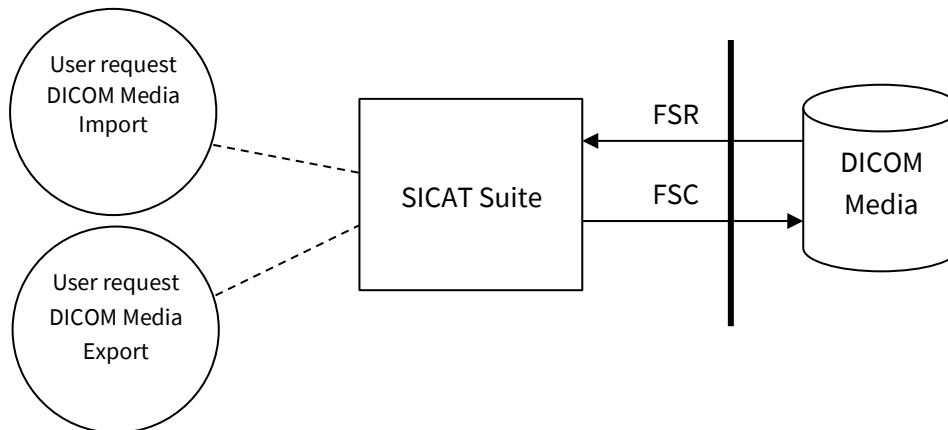 User request
DICOM Media
Import
User request
DICOM Media
Export
SICAT Suite
FSR
FSC
DICOM
Media